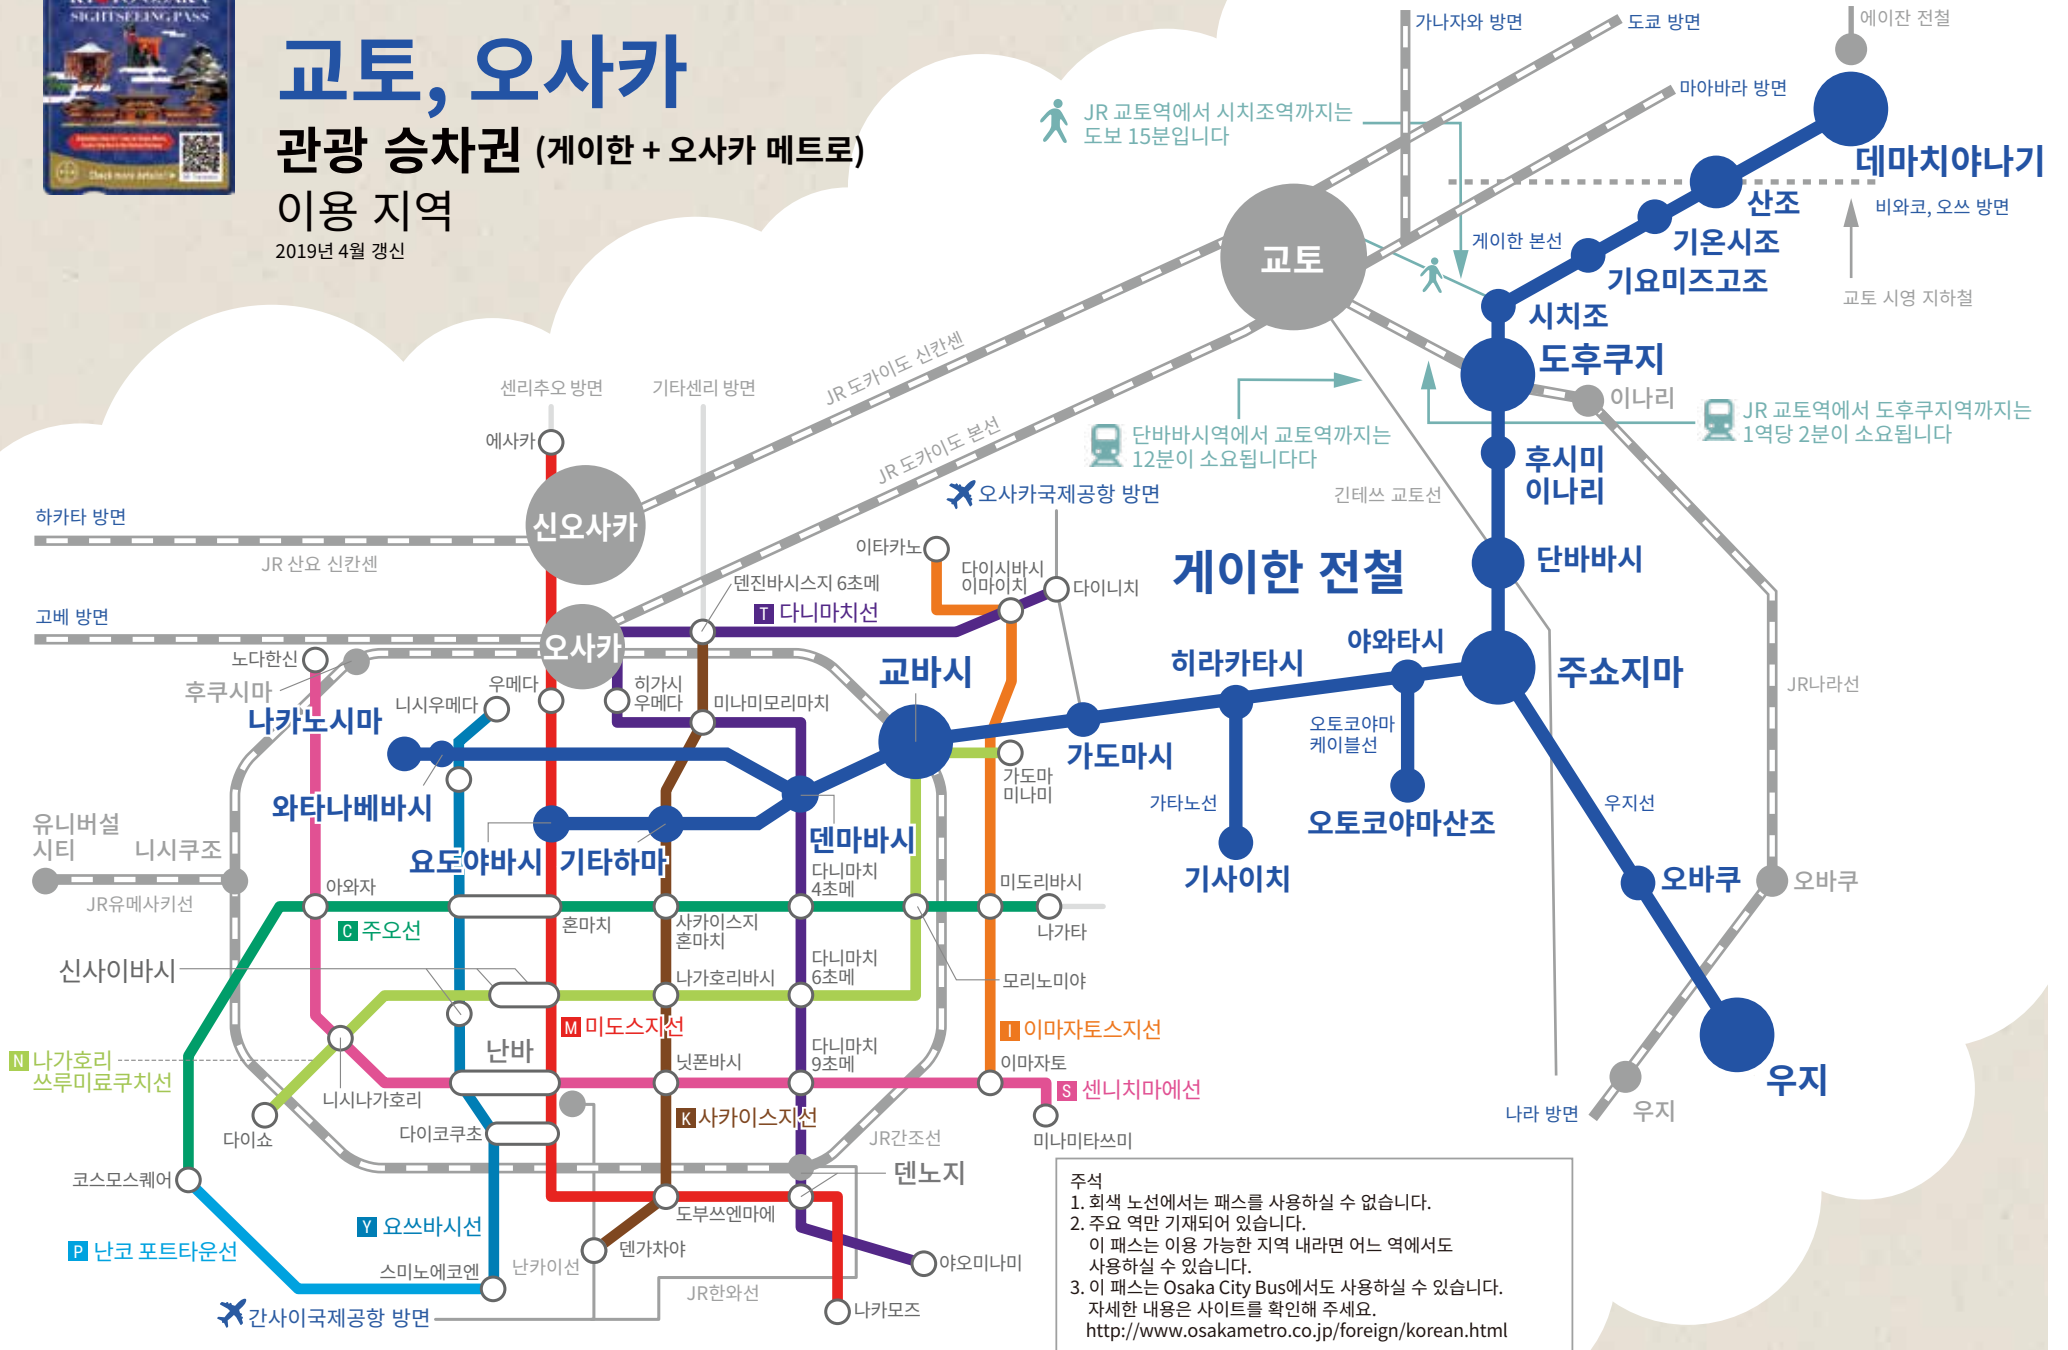 KYOTO-OSAKA
SIGHTSEEING PASS
Check more details!
교토, 오사카
관광 승차권 (게이한 + 오사카 메트로)
이용 지역
2019년 4월 갱신
가나자와 방면
도쿄 방면
에이잔 전철
마아바라 방면
JR 교토역에서 시치조역까지는
도보 15분입니다
데마치야나기
산조
비와코, 오쓰 방면
기온시조
게이한 본선
교토
기요미즈고조
교토 시영 지하철
시치조
도후쿠지
이나리
JR 도카이도 신칸센
JR 도카이도 본선
센리추오 방면
기타센리 방면
에사카
단바바시역에서 교토역까지는
12분이 소요됩니다다
JR 교토역에서 도후쿠지역까지는
1역당 2분이 소요됩니다
후시미
이나리
긴테쓰 교토선
오사카국제공항 방면
신오사카
하카타 방면
JR 산요 신칸센
이타카노
다이시바시
이마이치
다이니치
게이한 전철
단바바시
덴진바시스지 6초메
T 다니마치선
고베 방면
오사카
노다한신
후쿠시마
나카노시마
니시우메다
우메다
히가시
우메다
미나미모리마치
교바시
히라카타시
야와타시
주쇼지마
JR나라선
가도마시
오토코야마
케이블선
가도마
미나미
가타노선
우지선
와타나베바시
덴마바시
오토코야마산조
요도야바시
기타하마
기사이치
유니버설
시티
니시쿠조
JR유메사키선
아와자
다니마치
4초메
미도리바시
오바쿠
오바쿠
C 주오선
혼마치
사카이스지
혼마치
나가타
신사이바시
나가호리바시
다니마치
6초메
모리노미야
M 미도스지선
I 이마자토스지선
난바
닛폰바시
다니마치
9초메
이마자토
N 나가호리
쓰루미료쿠치선
니시나가호리
S 센니치마에선
우지
우지
나라 방면
다이쇼
다이코쿠초
K 사카이스지선
JR간조선
미나미타쓰미
코스모스퀘어
덴노지
도부쓰엔마에
Y 요쓰바시선
P 난코 포트타운선
덴가차야
야오미나미
스미노에코엔
난카이선
JR한와선
나카모즈
간사이국제공항 방면
주석
1. 회색 노선에서는 패스를 사용하실 수 없습니다.
2. 주요 역만 기재되어 있습니다.
이 패스는 이용 가능한 지역 내라면 어느 역에서도
사용하실 수 있습니다.
3. 이 패스는 Osaka City Bus에서도 사용하실 수 있습니다.
자세한 내용은 사이트를 확인해 주세요.
http://www.osakametro.co.jp/foreign/korean.html